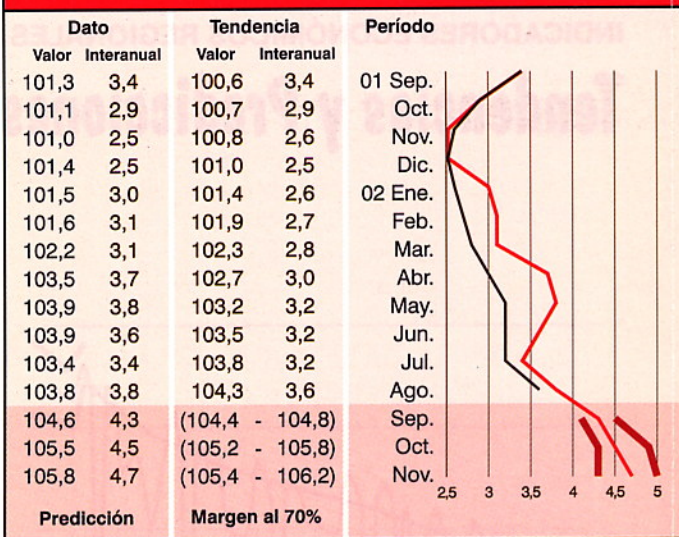 Dato Tendencia Período
Valor Interanual Valor Interanual
101,3 3,4 100,6 3,4 01 Sep.
101,1 2,9 100,7 2,9 Oct.
101,0 2,5 100,8 2,6 Nov.
101,4 2,5 101,0 2,5 Dic.
101,5 3,0 101,4 2,6 02 Ene.
101,6 3,1 101,9 2,7 Feb.
102,2 3,1 102,3 2,8 Mar.
103,5 3,7 102,7 3,0 Abr.
103,9 3,8 103,2 3,2 May.
103,9 3,6 103,5 3,2 Jun.
103,4 3,4 103,8 3,2 Jul.
103,8 3,8 104,3 3,6 Ago.
104,6 4,3 (104,4 - 104,8) Sep.
105,5 4,5 (105,2 - 105,8) Oct.
105,8 4,7 (105,4 - 106,2) Nov.
2,5 3 3,5 4 4,5 5
Predicción Margen al 70%